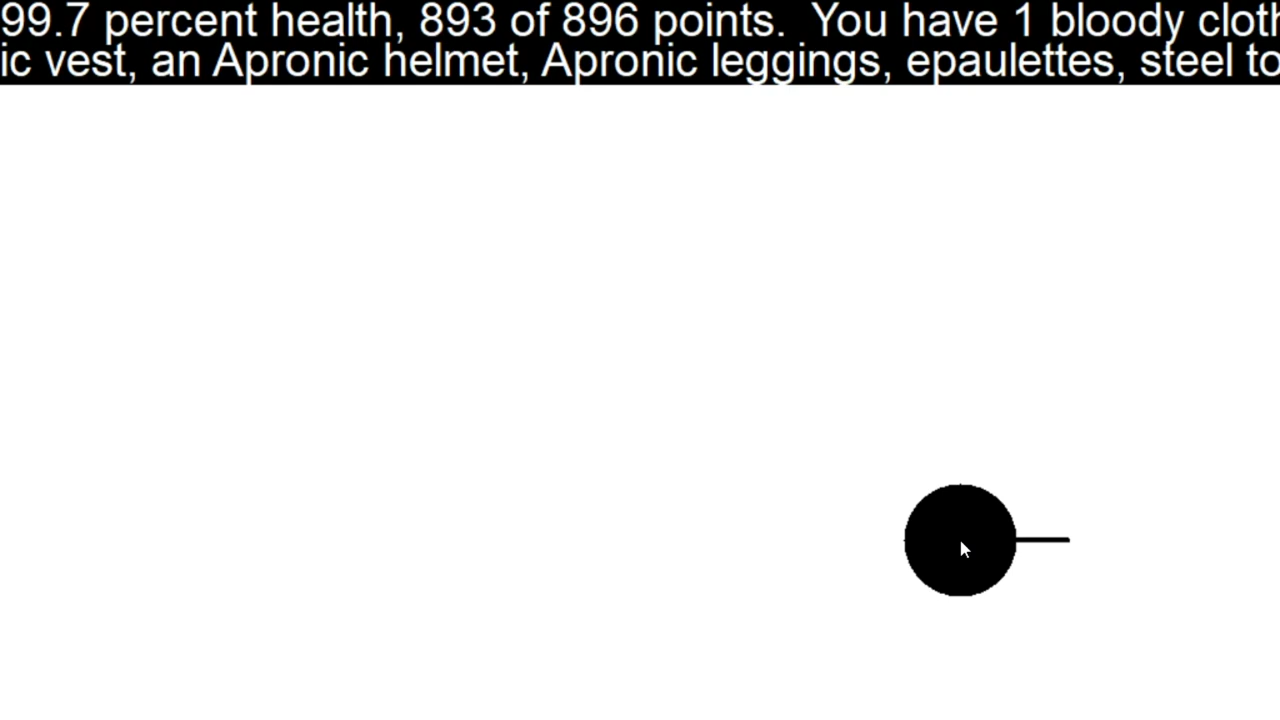 99.7 percent health, 893 of 896 points.  You have 1 bloody cloth
ic vest, an Apronic helmet, Apronic leggings, epaulettes, steel to